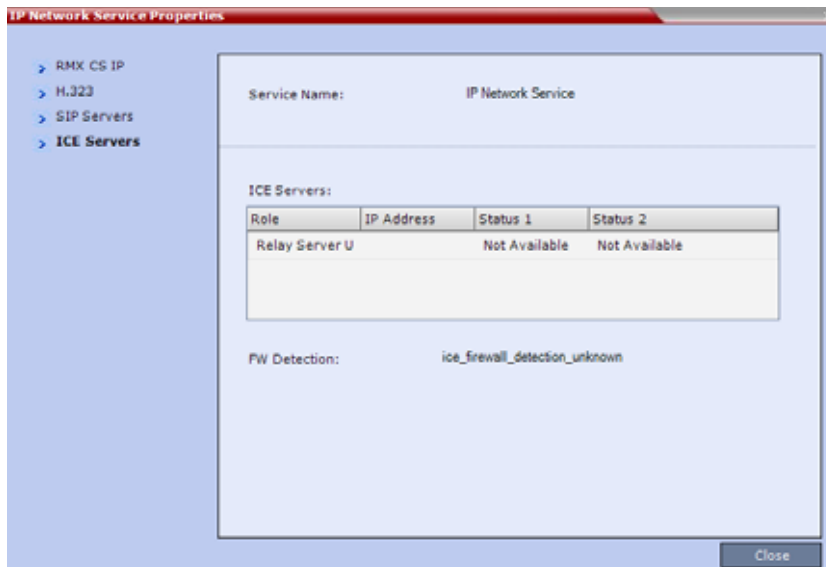 IP Network Service Properties
RMX CS IP
H.323
SIP Servers
ICE Servers
Service Name: IP Network Service
ICE Servers:
Role IP Address Status 1 Status 2
Relay Server U Not Available Not Available
FW Detection: ice_firewall_detection_unknown
Close